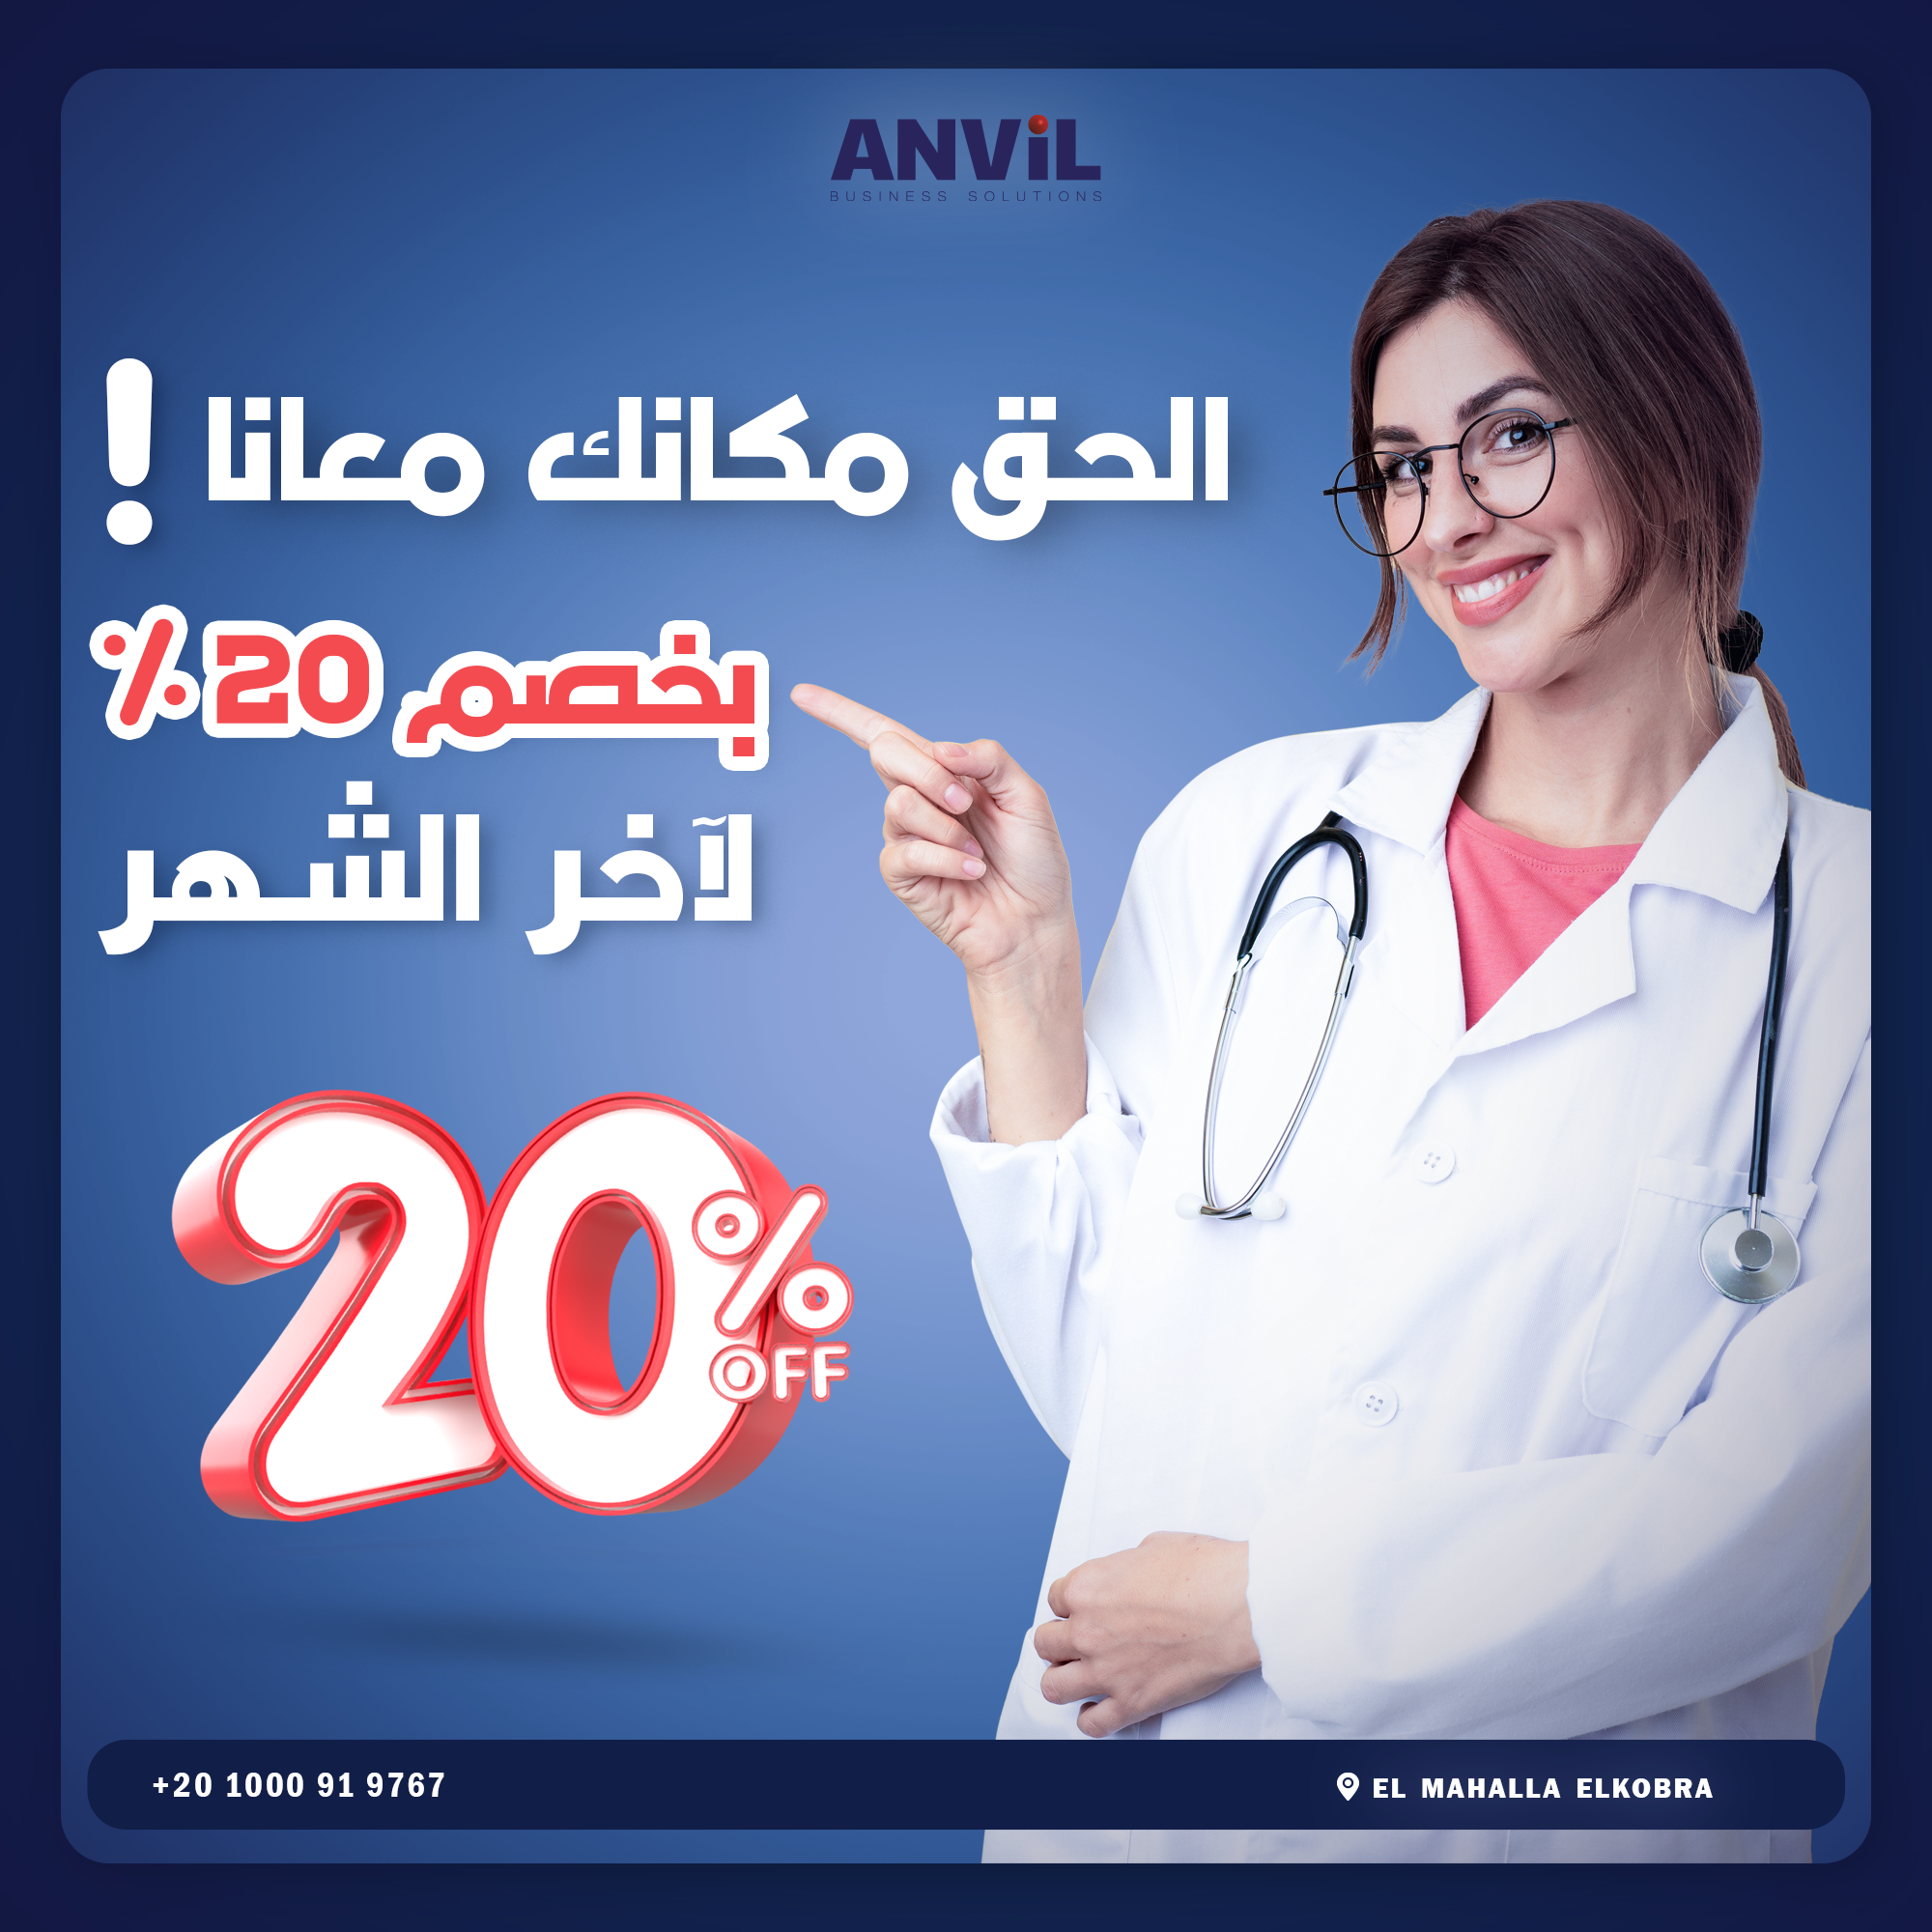 ANViL
BUSINESS SOLUTIONS
الحق مكانك معانا !
بخصم 20٪
لآخر الشهر
20%
OFF
+20 1000 91 9767
EL MAHALLA ELKOBRA